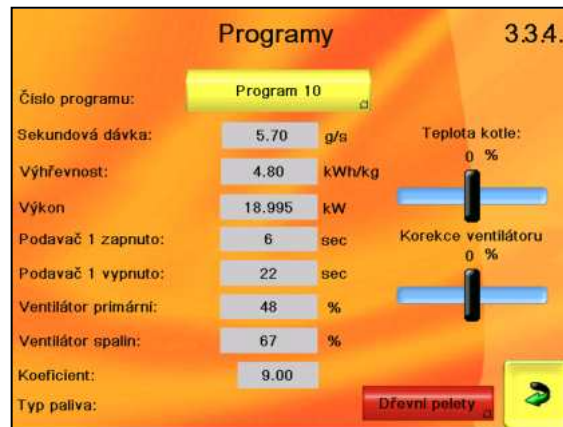 Programy 3.3.4.
Číslo programu: Program 10
Sekundová dávka: 5.70 g/s
Teplota kotle:
0 %
Výhřevnost: 4.80 kWh/kg
Výkon 18.995 kW
Podavač 1 zapnuto: 6 sec
Korekce ventilátoru
0 %
Podavač 1 vypnuto: 22 sec
Ventilátor primární: 48 %
Ventilátor spalin: 67 %
Koeficient: 9.00
Typ paliva: Dřevní pelety